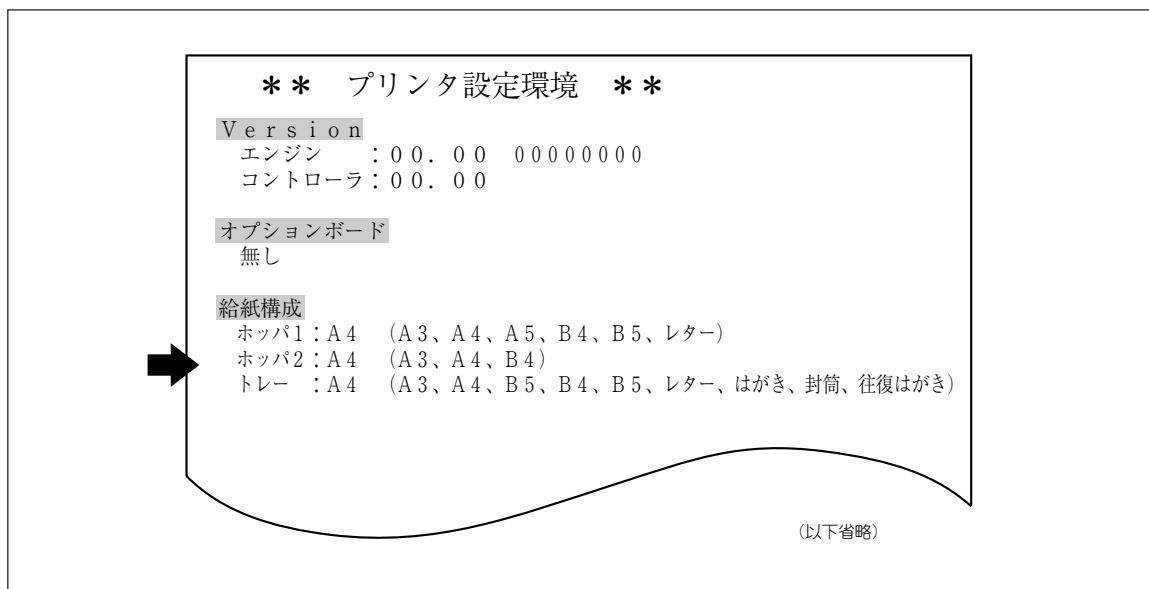 ＊＊　プリンタ設定環境　＊＊
Ｖｅｒｓｉｏｎ
エンジン　　：００．００　００００００００
コントローラ：００．００
オプションボード
無し
給紙構成
ホッパ１：Ａ４　（Ａ３、Ａ４、Ａ５、Ｂ４、Ｂ５、レター）
ホッパ２：Ａ４　（Ａ３、Ａ４、Ｂ４）
トレー　：Ａ４　（Ａ３、Ａ４、Ｂ５、Ｂ４、Ｂ５、レター、はがき、封筒、往復はがき）
（以下省略）